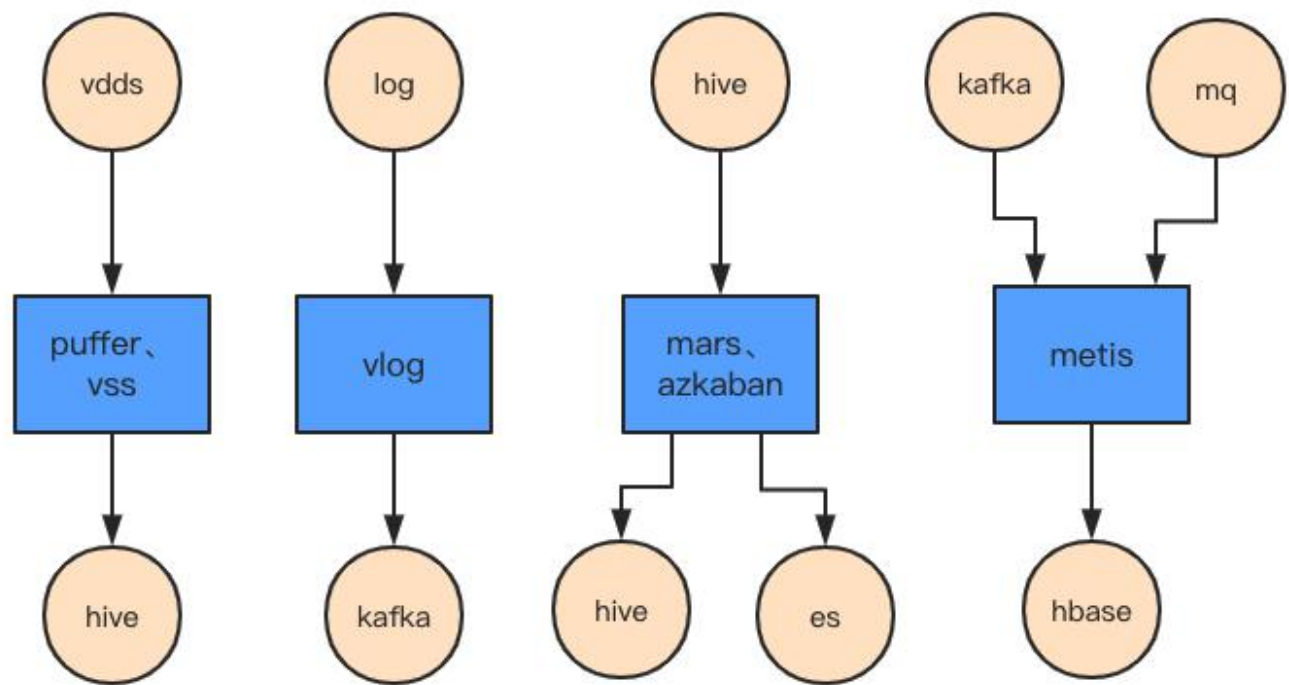 vdds
log
hive
kafka
mq
puffer、
vss
vlog
mars、
azkaban
metis
hive
kafka
hive
es
hbase